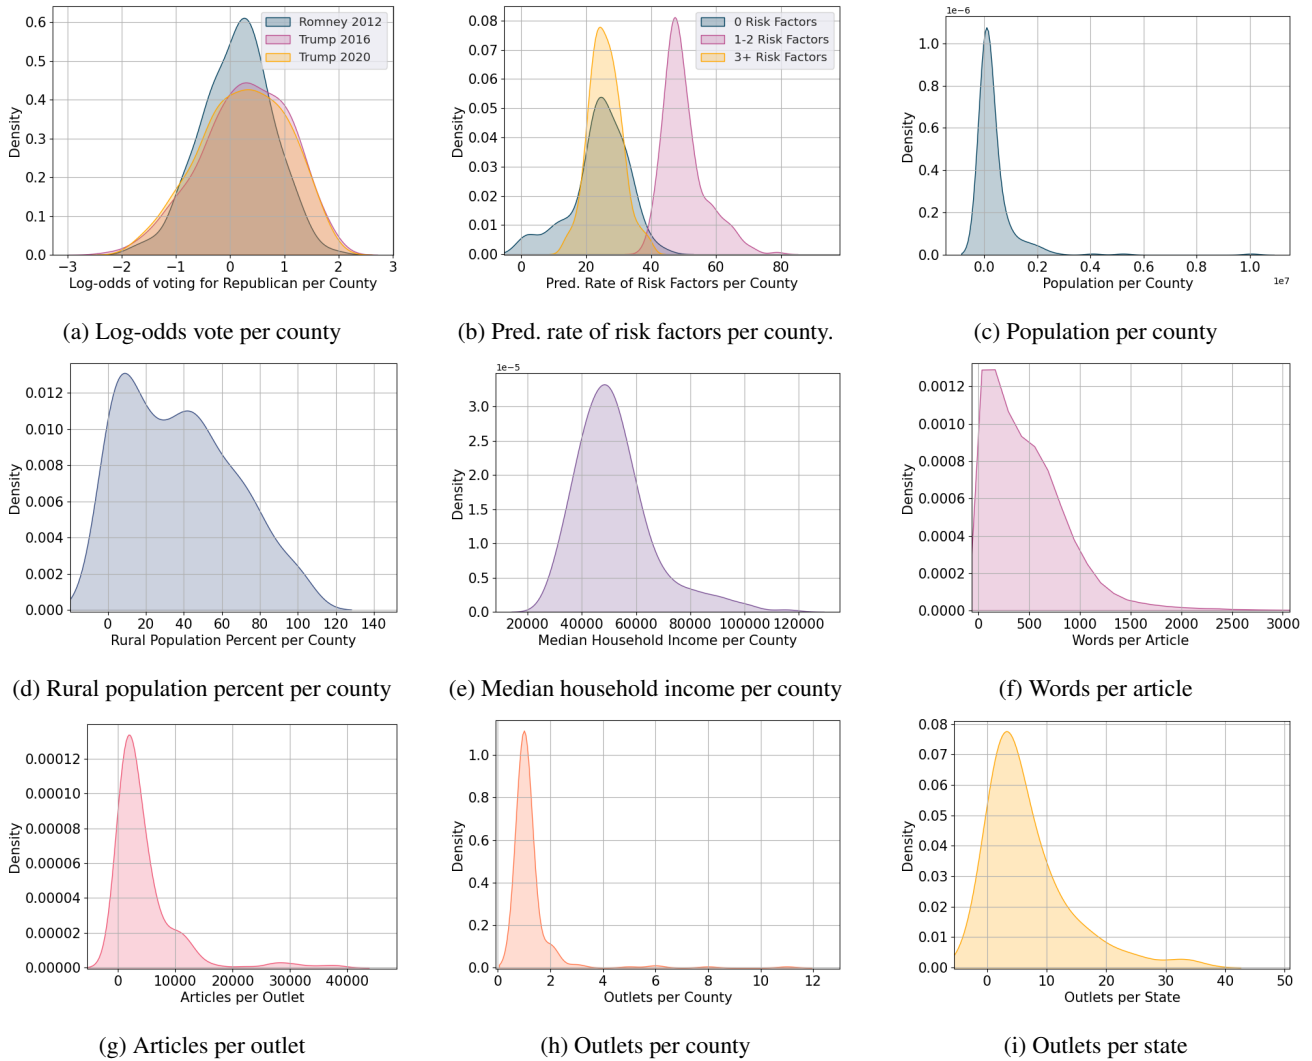 Density
0.6
0.5
0.4
0.3
0.2
0.1
0.0
Romney 2012
Trump 2016
Trump 2020
−3 −2 −1 0 1 2 3
Log-odds of voting for Republican per County
(a) Log-odds vote per county
Density
0.08
0.07
0.06
0.05
0.04
0.03
0.02
0.01
0.00
0 Risk Factors
1-2 Risk Factors
3+ Risk Factors
0 20 40 60 80
Pred. Rate of Risk Factors per County
(b) Pred. rate of risk factors per county.
1e−6
Density
1.0
0.8
0.6
0.4
0.2
0.0
0.0 0.2 0.4 0.6 0.8 1.0
1e7
Population per County
(c) Population per county
Density
0.012
0.010
0.008
0.006
0.004
0.002
0.000
0 20 40 60 80 100 120 140
Rural Population Percent per County
(d) Rural population percent per county
1e−5
Density
3.0
2.5
2.0
1.5
1.0
0.5
0.0
20000 40000 60000 80000 100000 120000
Median Household Income per County
(e) Median household income per county
Density
0.0012
0.0010
0.0008
0.0006
0.0004
0.0002
0.0000
0 500 1000 1500 2000 2500 3000
Words per Article
(f) Words per article
Density
0.00012
0.00010
0.00008
0.00006
0.00004
0.00002
0.00000
0 10000 20000 30000 40000
Articles per Outlet
(g) Articles per outlet
Density
1.0
0.8
0.6
0.4
0.2
0.0
0 2 4 6 8 10 12
Outlets per County
(h) Outlets per county
Density
0.08
0.07
0.06
0.05
0.04
0.03
0.02
0.01
0.00
0 10 20 30 40 50
Outlets per State
(i) Outlets per state